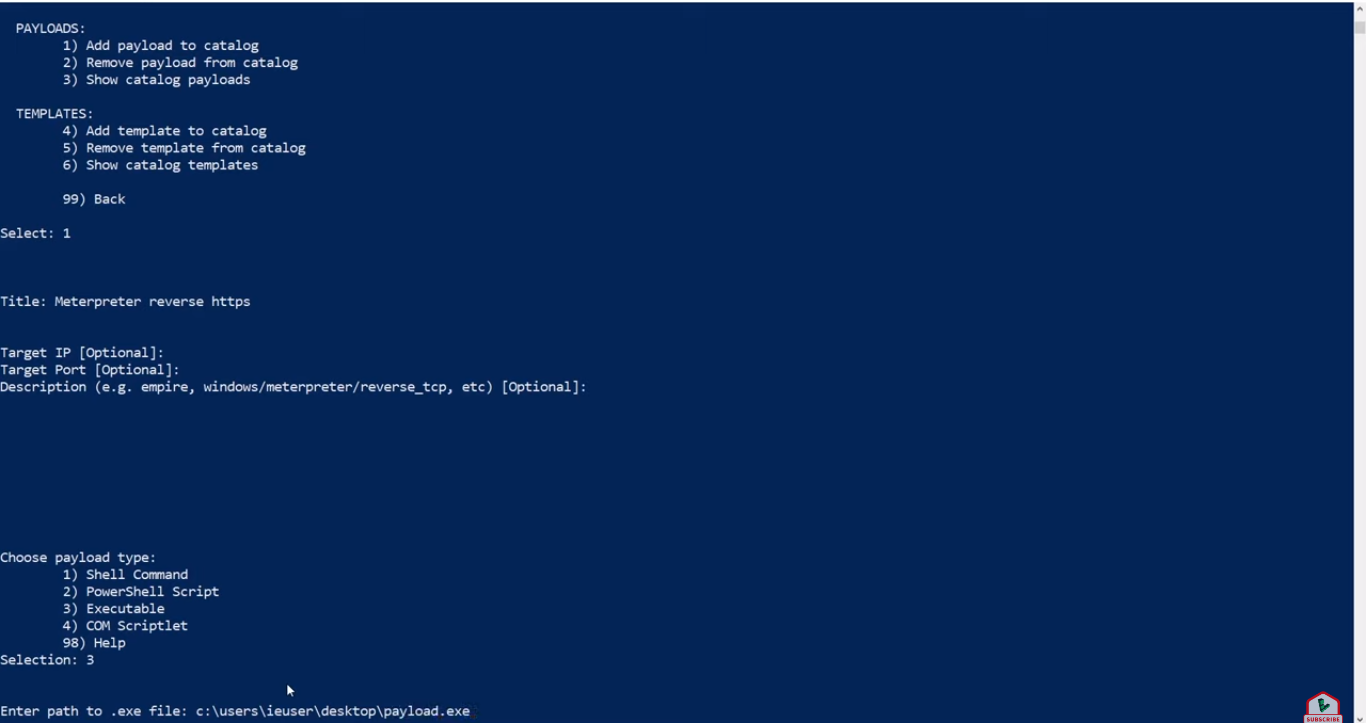 PAYLOADS:
1) Add payload to catalog
2) Remove payload from catalog
3) Show catalog payloads
TEMPLATES:
4) Add template to catalog
5) Remove template from catalog
6) Show catalog templates
99) Back
Select: 1
Title: Meterpreter reverse https
Target IP [Optional]:
Target Port [Optional]:
Description (e.g. empire, windows/meterpreter/reverse_tcp, etc) [Optional]:
Choose payload type:
1) Shell Command
2) PowerShell Script
3) Executable
4) COM Scriptlet
98) Help
Selection: 3
Enter path to .exe file: c:\users\ieuser\desktop\payload.exe
SUBSCRIBE